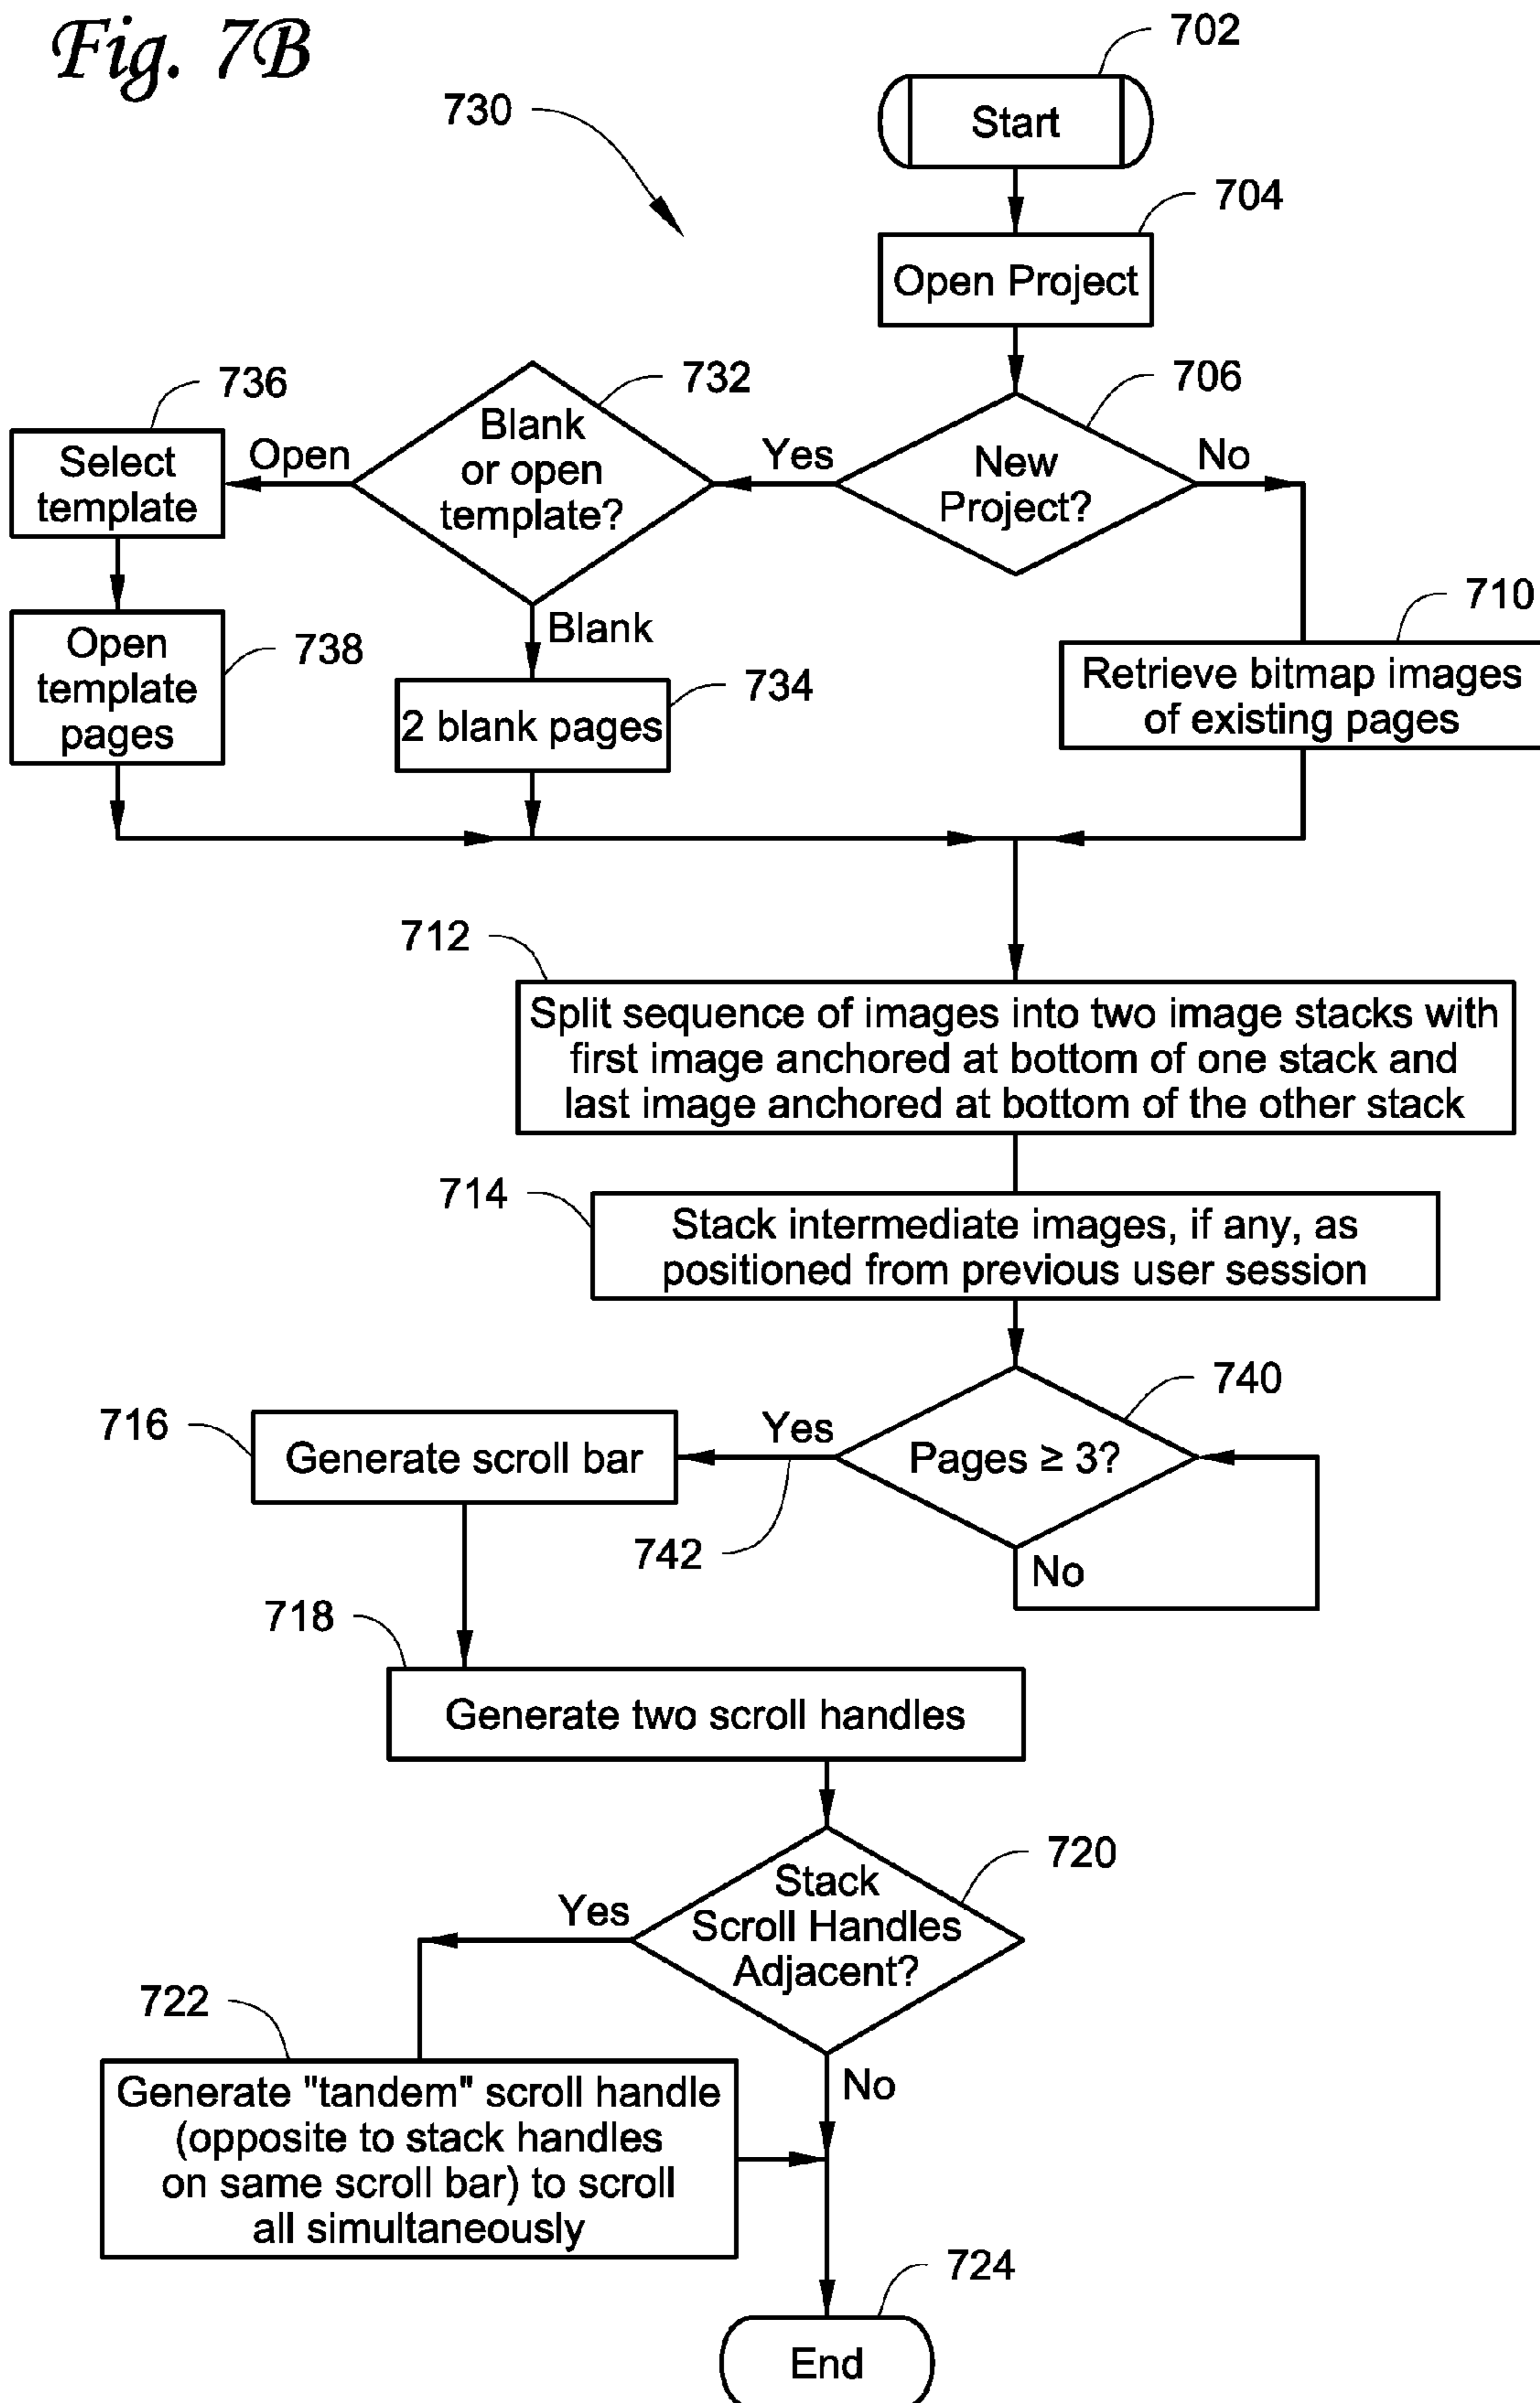 Fig. 7B
702
730
Start
704
Open Project
706
732
736
New
Project?
Yes
No
Blank
or open
template?
Open
Select
template
Blank
710
Open
template
pages
738
2 blank pages
734
Retrieve bitmap images
of existing pages
712
Split sequence of images into two image stacks with
first image anchored at bottom of one stack and
last image anchored at bottom of the other stack
714
Stack intermediate images, if any, as
positioned from previous user session
740
Pages ≥ 3?
Yes
No
742
716
Generate scroll bar
718
Generate two scroll handles
720
Stack
Scroll Handles
Adjacent?
Yes
No
722
Generate "tandem" scroll handle
(opposite to stack handles
on same scroll bar) to scroll
all simultaneously
724
End